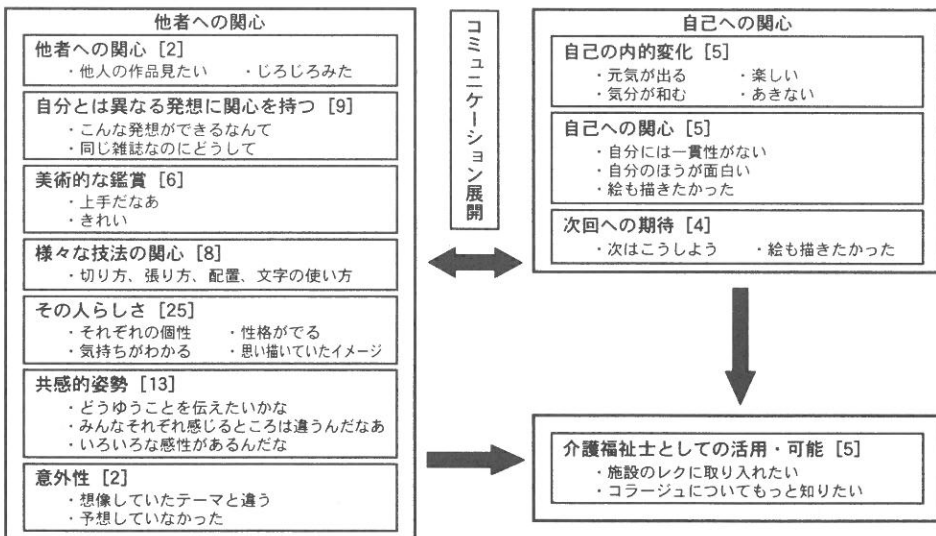 他者への関心
他者への関心 [2]
・他人の作品見たい ・じろじろみた
自分とは異なる発想に関心を持つ [9]
・こんな発想ができるなんて
・同じ雑誌なのにどうして
美術的な鑑賞 [6]
・上手だなあ
・きれい
様々な技法の関心 [8]
・切り方、張り方、配置、文字の使い方
その人らしさ [25]
・それぞれの個性 ・性格がでる
・気持ちがわかる ・思い描いていたイメージ
共感的姿勢 [13]
・どうゆうことを伝えたいかな
・みんなそれぞれ感じるところは違うんだなあ
・いろいろな感性があるんだな
意外性 [2]
・想像していたテーマと違う
・予想していなかった
コミュニケーション展開
自己への関心
自己の内的変化 [5]
・元気が出る ・楽しい
・気分が和む ・あきない
自己への関心 [5]
・自分には一貫性がない
・自分のほうが面白い
・絵も描きたかった
次回への期待 [4]
・次はこうしよう ・絵も描きたかった
介護福祉士としての活用・可能 [5]
・施設のレクに取り入れたい
・コラージュについてもっと知りたい